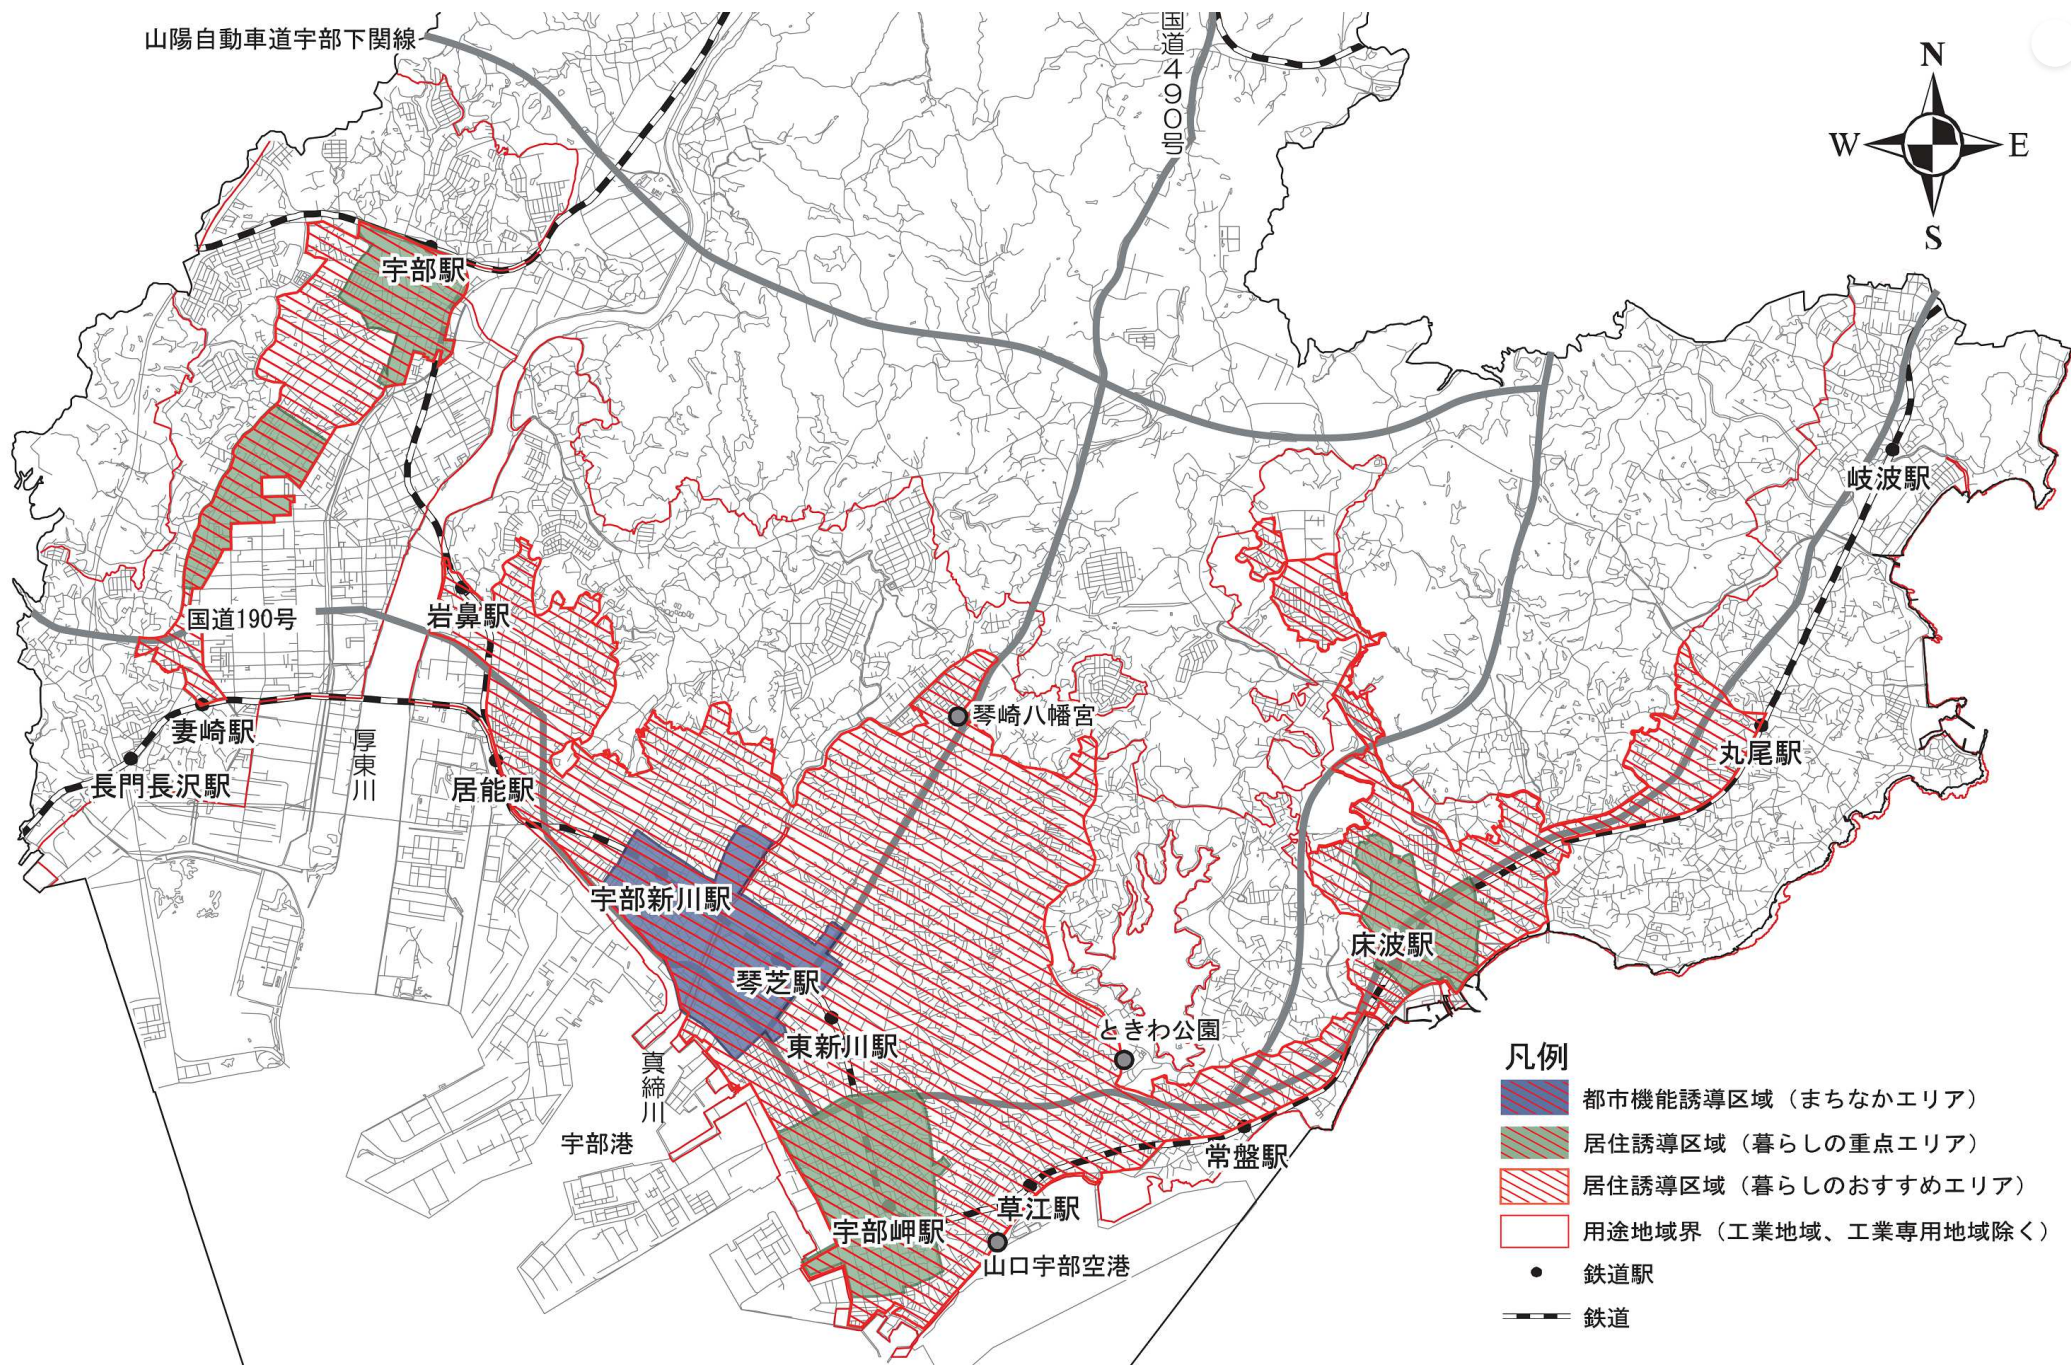 山陽自動車道宇部下関線
国道490号
N
W
E
S
宇部駅
岐波駅
岩鼻駅
国道190号
琴崎八幡宮
妻崎駅
厚東川
丸尾駅
長門長沢駅
居能駅
宇部新川駅
床波駅
琴芝駅
ときわ公園
東新川駅
真締川
宇部港
常盤駅
草江駅
宇部岬駅
山口宇部空港
凡例
都市機能誘導区域（まちなかエリア）
居住誘導区域（暮らしの重点エリア）
居住誘導区域（暮らしのおすすめエリア）
用途地域界（工業地域、工業専用地域除く）
鉄道駅
鉄道